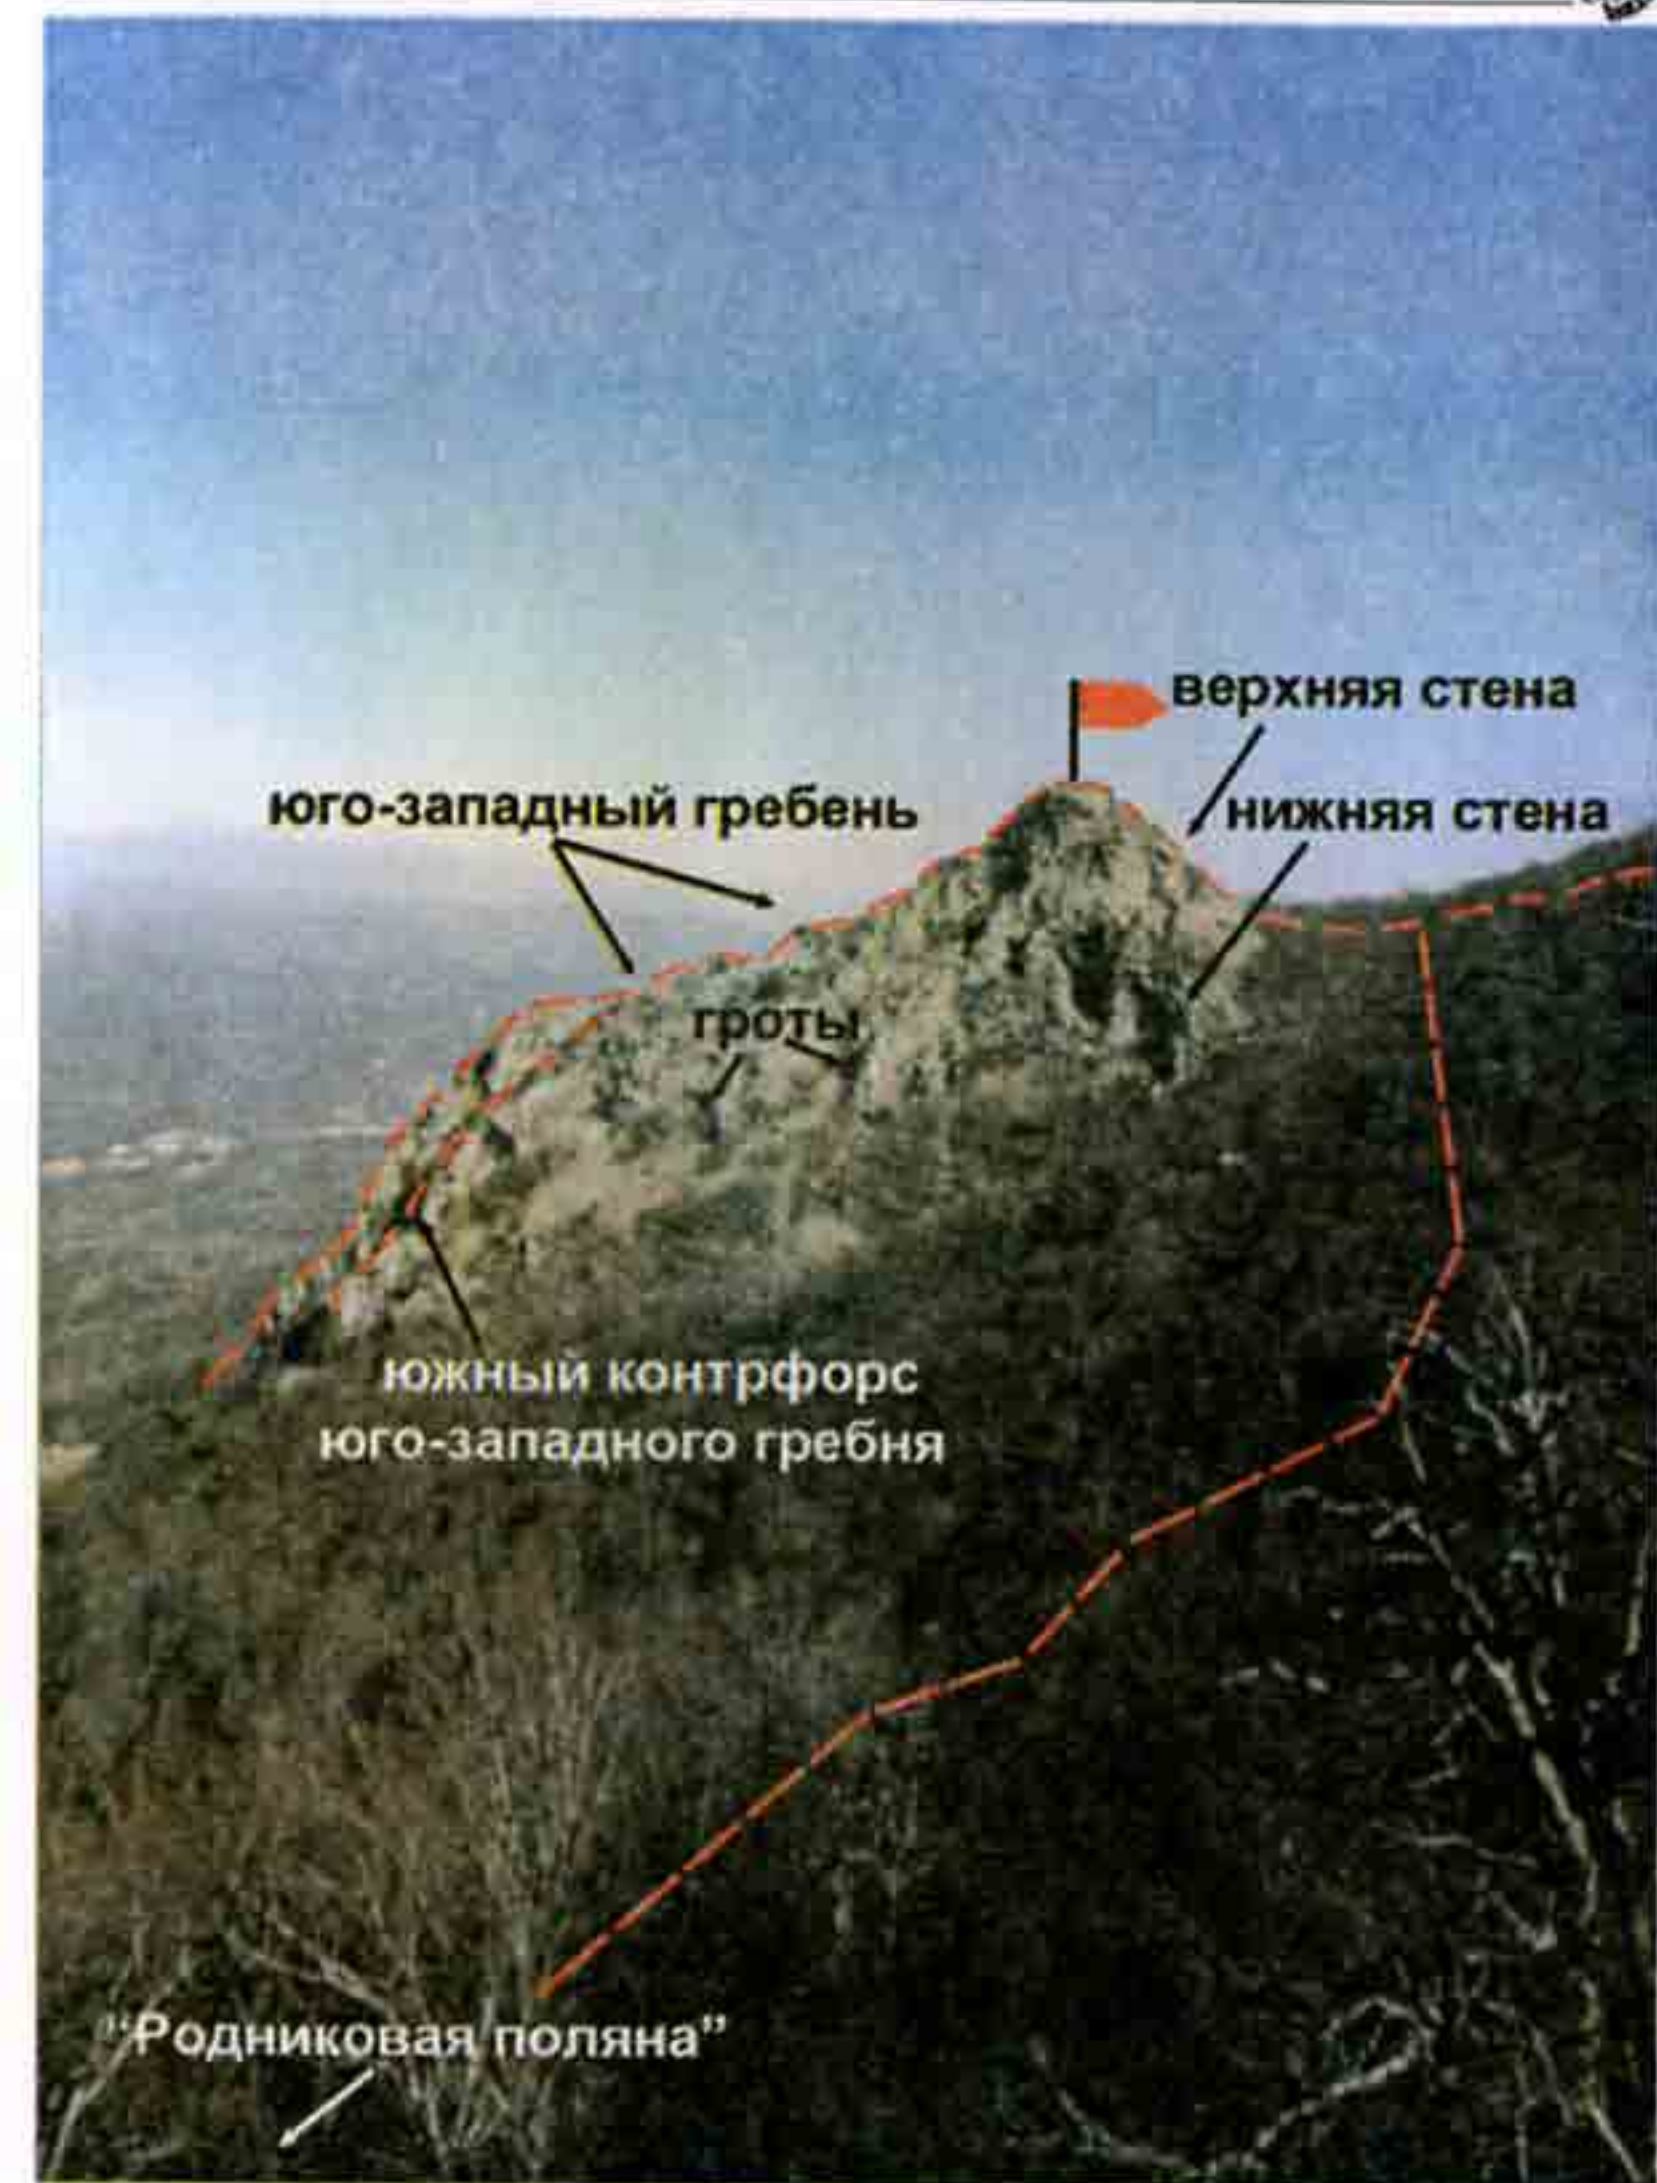 верхняя стена
юго-западный гребень
нижняя стена
гроты
южный контрфорс
юго-западного гребня
"Родниковая поляна"